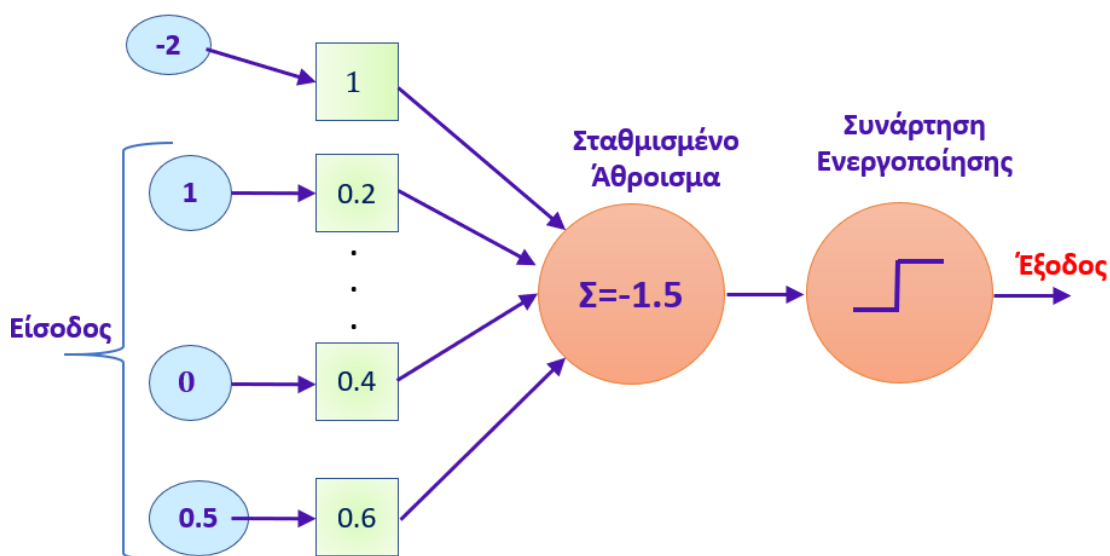 -2
1
Σταθμισμένο
Άθροισμα
Συνάρτηση
Ενεργοποίησης
1
0.2
.
.
.
Σ=-1.5
Έξοδος
Είσοδος
0
0.4
0.5
0.6